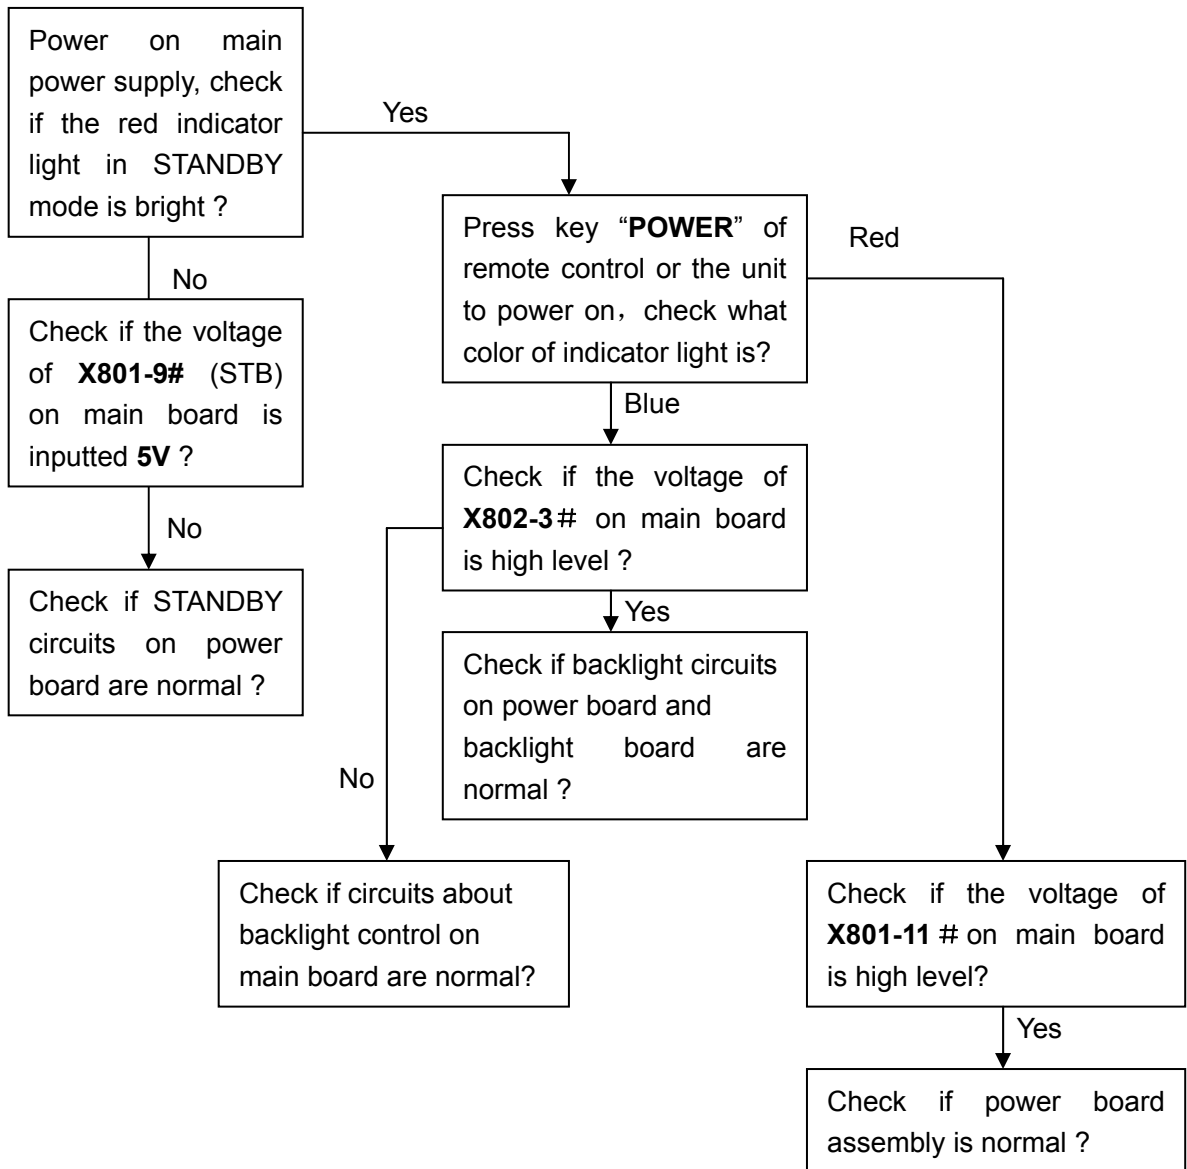 Power on main
power supply, check
if the red indicator
light in STANDBY
mode is bright ?
Yes
No
Press key “POWER” of
remote control or the unit
to power on，check what
color of indicator light is?
Red
Blue
Check if the voltage
of X801-9# (STB)
on main board is
inputted 5V ?
No
Check if STANDBY
circuits on power
board are normal ?
Check if the voltage of
X802-3＃ on main board
is high level ?
Yes
No
Check if backlight circuits
on power board and
backlight board are
normal ?
Check if circuits about
backlight control on
main board are normal?
Check if the voltage of
X801-11＃on main board
is high level?
Yes
Check if power board
assembly is normal ?